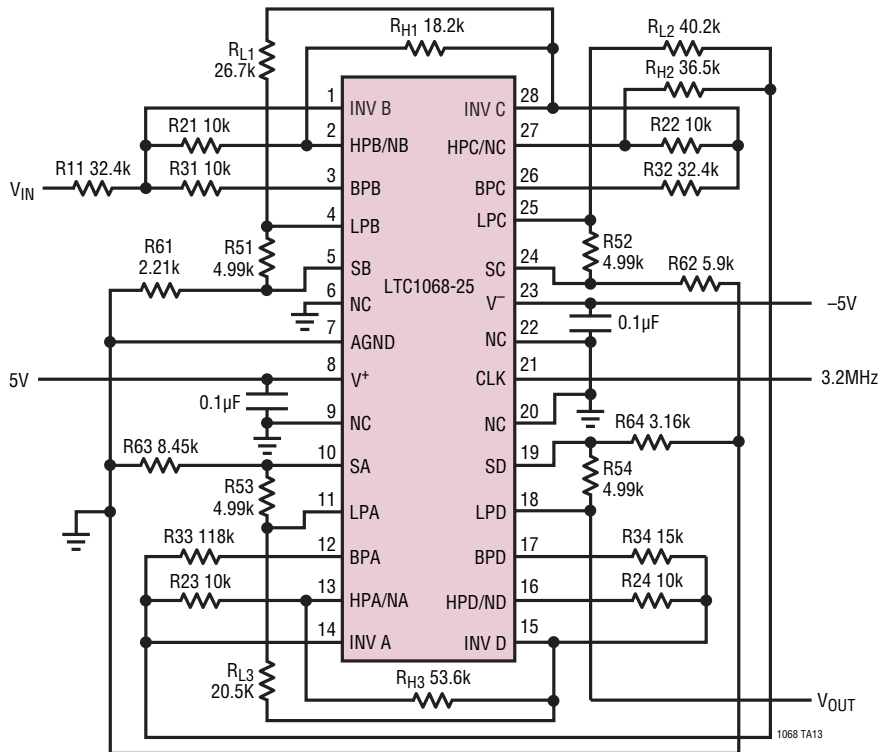 RL1
26.7k
RH1 18.2k
RL2 40.2k
RH2 36.5k
VIN
R11 32.4k
R21 10k
R31 10k
1
2
3
4
5
6
7
8
9
10
11
12
13
14
INV B
HPB/NB
BPB
LPB
SB
NC
AGND
V+
NC
SA
LPA
BPA
HPA/NA
INV A
LTC1068-25
INV C
HPC/NC
BPC
LPC
SC
V–
NC
CLK
NC
SD
LPD
BPD
HPD/ND
INV D
28
27
26
25
24
23
22
21
20
19
18
17
16
15
R22 10k
R32 32.4k
R61
2.21k
R51
4.99k
R52
4.99k
R62 5.9k
–5V
0.1µF
5V
0.1µF
3.2MHz
R63 8.45k
R53
4.99k
R64 3.16k
R54
4.99k
R33 118k
R23 10k
R34 15k
R24 10k
RL3
20.5K
RH3 53.6k
VOUT
1068 TA13